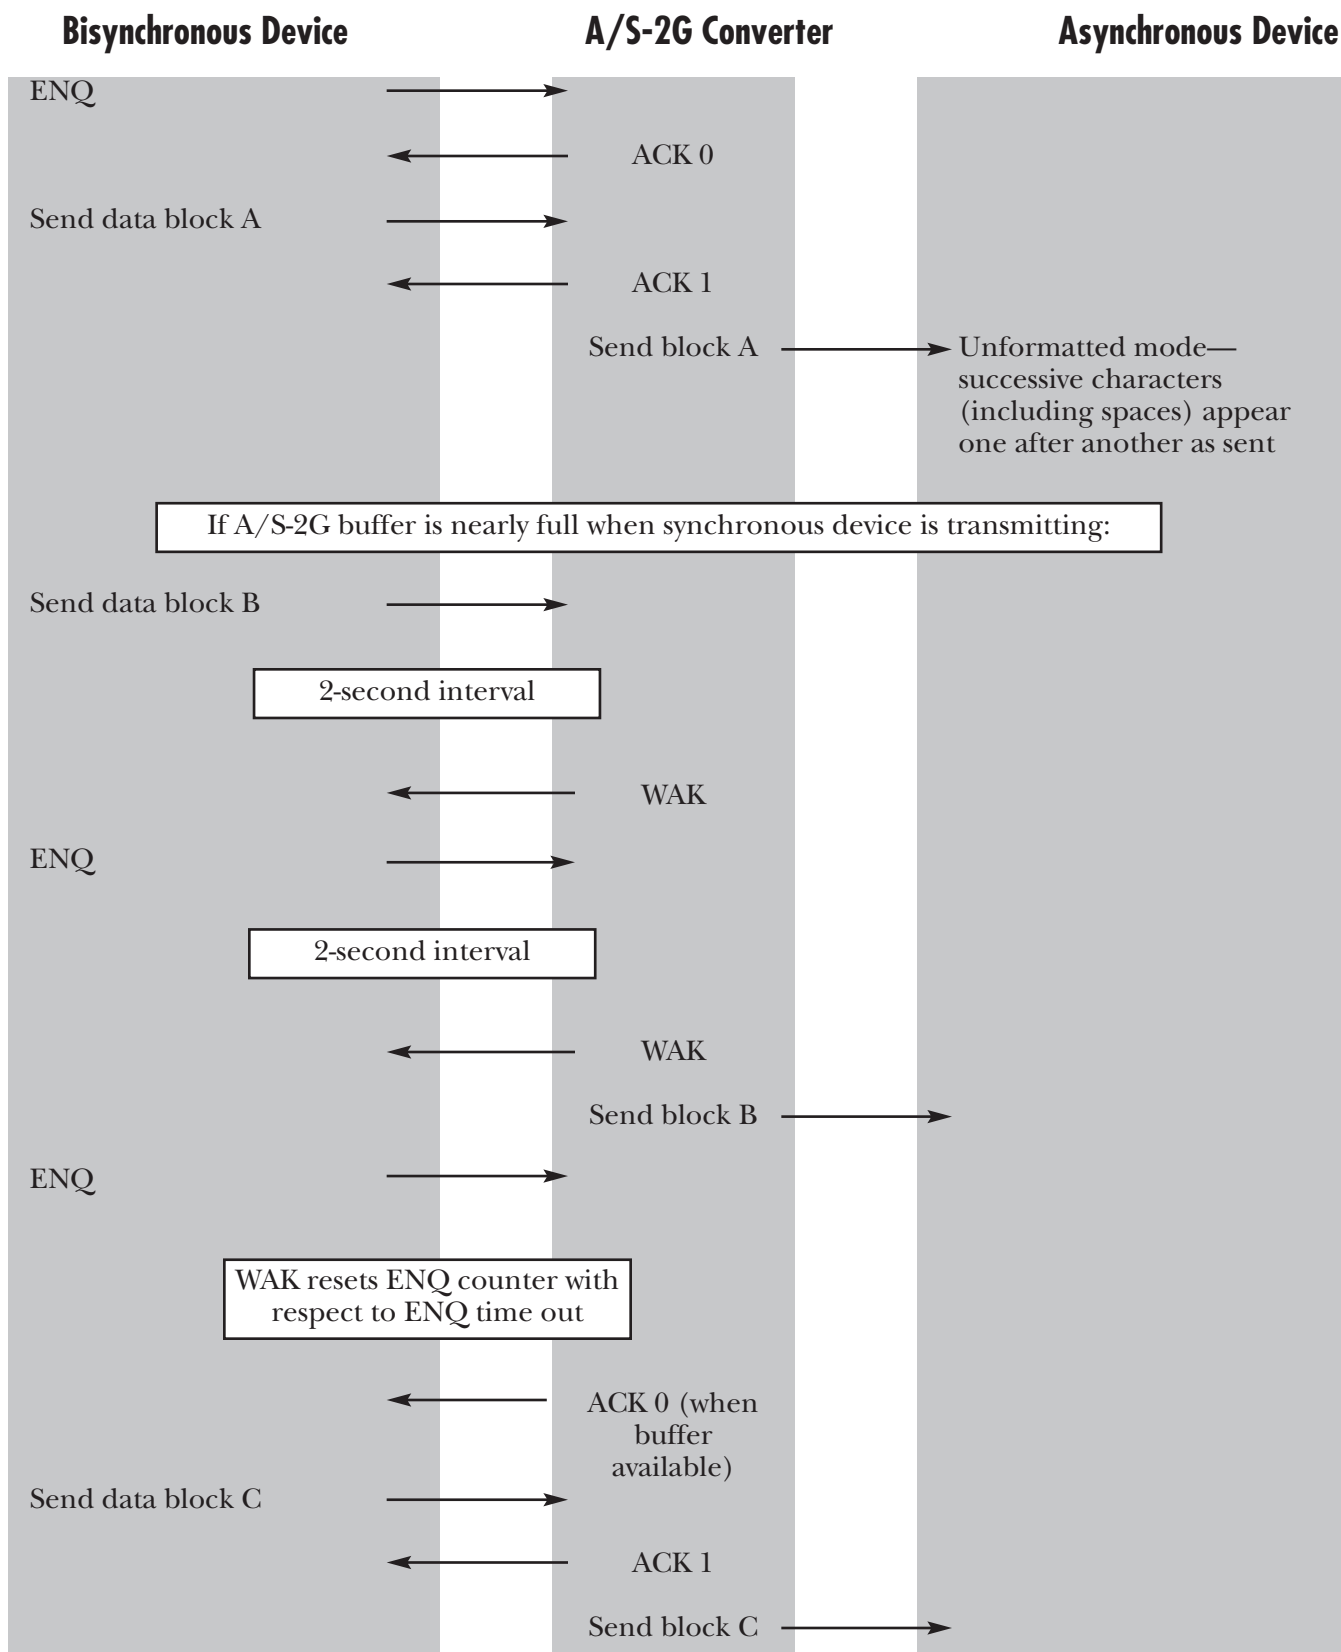 Bisynchronous Device
A/S-2G Converter
Asynchronous Device
ENQ
ACK 0
Send data block A
ACK 1
Send block A
Unformatted mode—
successive characters
(including spaces) appear
one after another as sent
If A/S-2G buffer is nearly full when synchronous device is transmitting:
Send data block B
2-second interval
WAK
ENQ
2-second interval
WAK
Send block B
ENQ
WAK resets ENQ counter with
respect to ENQ time out
ACK 0 (when
buffer
available)
Send data block C
ACK 1
Send block C